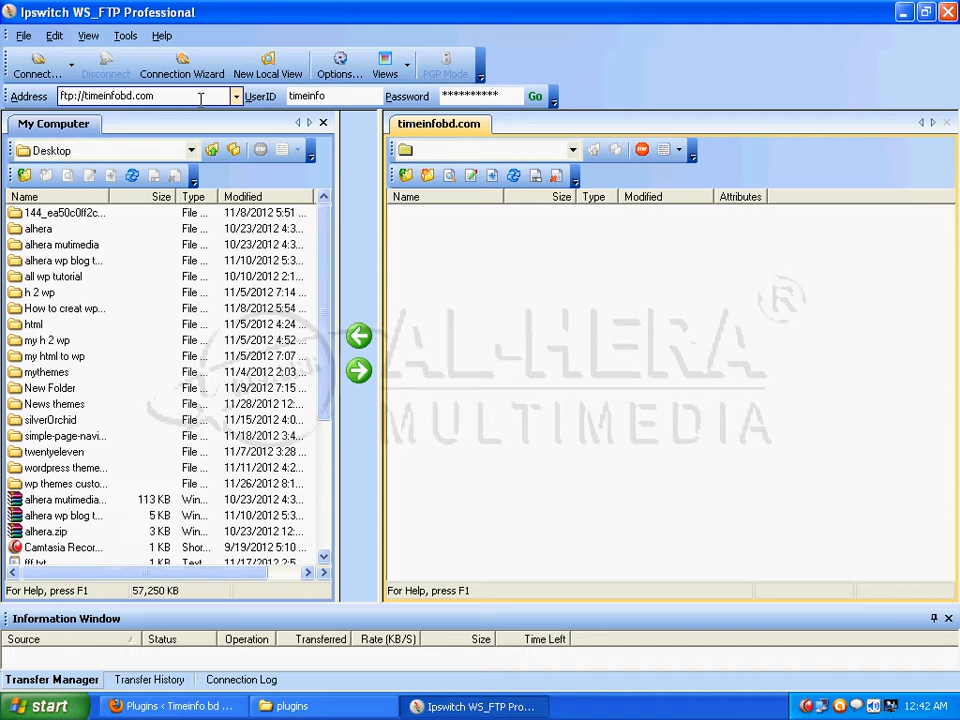 Ipswitch WS_FTP Professional
File Edit View Tools Help
Connect... Disconnect Connection Wizard New Local View Options... Views PGP Mode
Address ftp://timeinfobd.com UserID timeinfo Password ********** Go
My Computer
timeinfobd.com
Desktop
Name Size Type Modified
Name Size Type Modified Attributes
144_ea50c0ff2c... File ... 11/8/2012 5:51 ...
alhera File ... 10/23/2012 4:3...
alhera mutimedia File ... 10/23/2012 4:3...
alhera wp blog t... File ... 11/10/2012 5:3...
all wp tutorial File ... 10/10/2012 2:1...
h 2 wp File ... 11/5/2012 7:14 ...
How to creat wp... File ... 11/8/2012 5:54 ...
html File ... 11/5/2012 4:24 ...
my h 2 wp File ... 11/5/2012 4:3...
my html to wp File ... 11/5/2012 7:07 ...
mythemes File ... 11/4/2012 2:03 ...
New Folder File ... 11/9/2012 7:15 ...
News themes File ... 11/28/2012 12:...
silverOrchid File ... 11/15/2012 4:0...
simple-page-navi... File ... 11/18/2012 3:4...
twentyeleven File ... 11/7/2012 3:28 ...
wordpress theme... File ... 11/11/2012 4:2...
wp themes custo... File ... 11/26/2012 8:1...
alhera mutimedia... 113 KB Win... 10/23/2012 4:3...
alhera wp blog t... 5 KB Win... 11/10/2012 5:3...
alhera.zip 3 KB Win... 10/23/2012 12:...
Camtasia Recor... 1 KB Shor... 9/19/2012 5:10 ...
fff.txt 1 KB Text... 11/17/2012 2:5...
AL-HERA ®
MULTIMEDIA
For Help, press F1 57,250 KB
For Help, press F1
Information Window
Source Status Operation Transferred Rate (KB/S) Size Time Left
Transfer Manager Transfer History Connection Log
start Plugins < Timeinfo bd ... plugins Ipswitch WS_FTP Pro... 12:42 AM